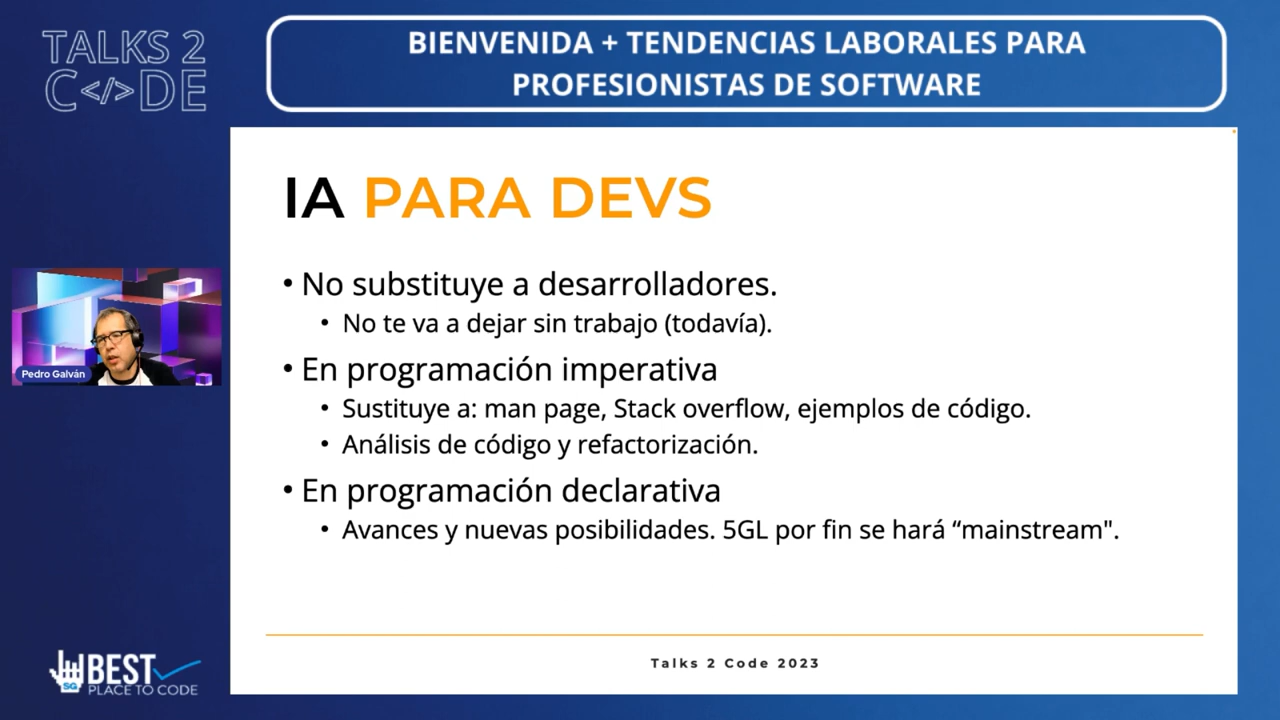 TALKS 2
C</>DE
BIENVENIDA + TENDENCIAS LABORALES PARA
PROFESIONISTAS DE SOFTWARE
IA PARA DEVS
• No substituye a desarrolladores.
• No te va a dejar sin trabajo (todavía).
• En programación imperativa
• Sustituye a: man page, Stack overflow, ejemplos de código.
• Análisis de código y refactorización.
• En programación declarativa
• Avances y nuevas posibilidades. 5GL por fin se hará “mainstream".
Pedro Galván
Talks 2 Code 2023
SG
BEST
PLACE TO CODE